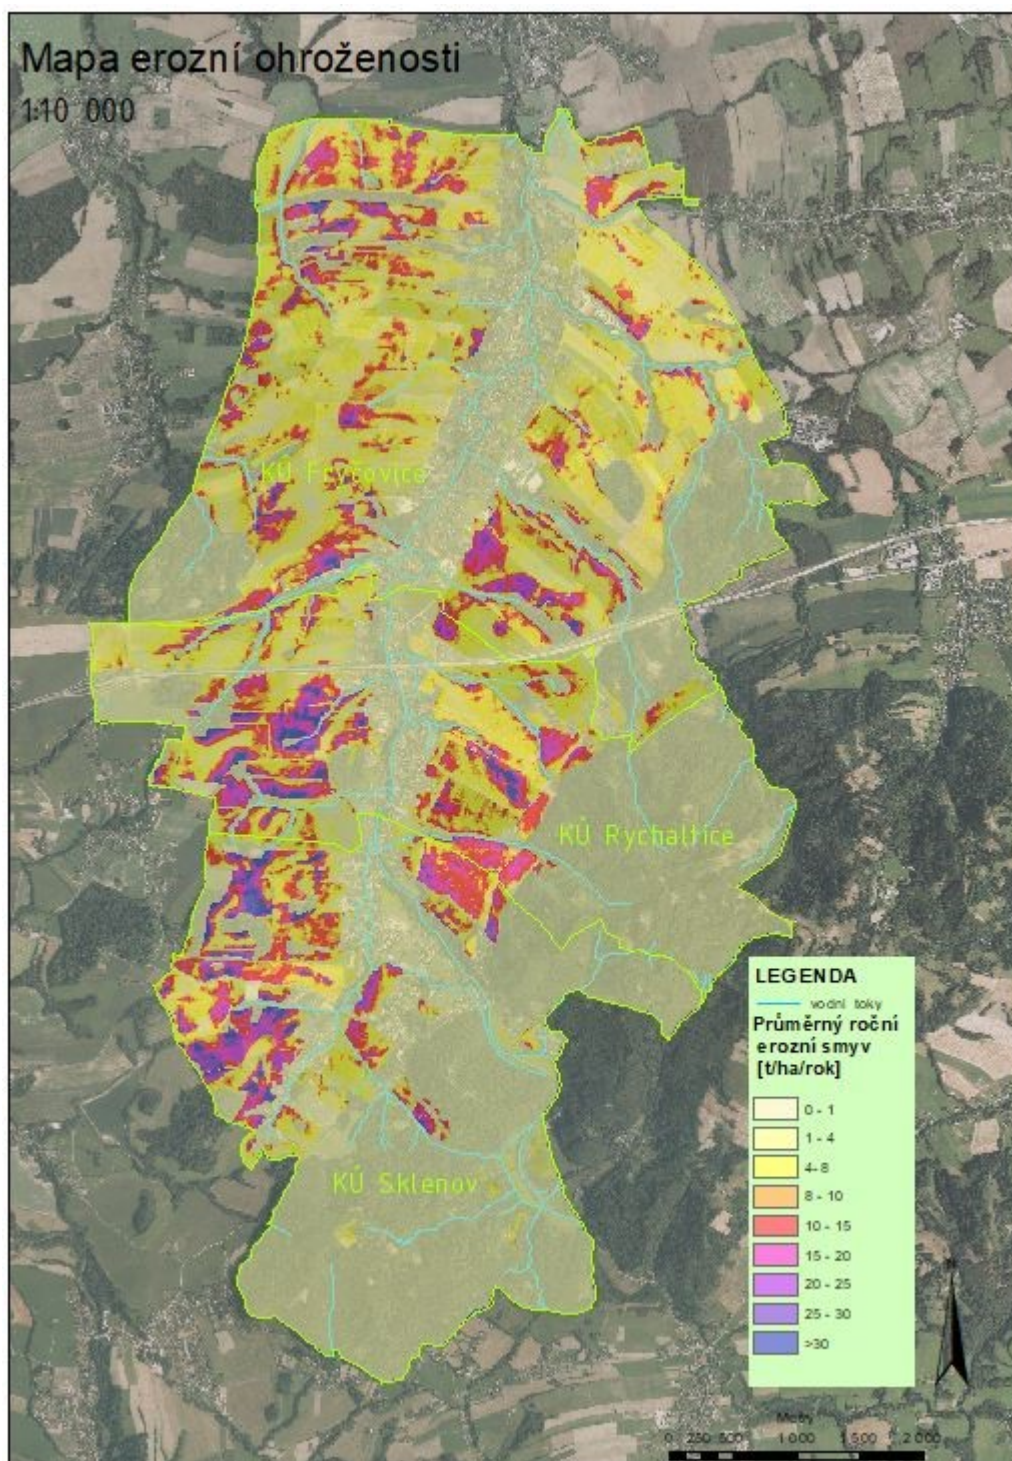 Mapa erozní ohroženosti
1:10 000
KÚ Fryčovice
KÚ Rychaltice
KÚ Sklenov
LEGENDA
vodní toky
Průměrný roční
erozní smyv
[t/ha/rok]
0 - 1
1 - 4
4- 8
8 - 10
10 - 15
15 - 20
20 - 25
25 - 30
>30
N
Metry
0 250 500 1 000 1 500 2 000